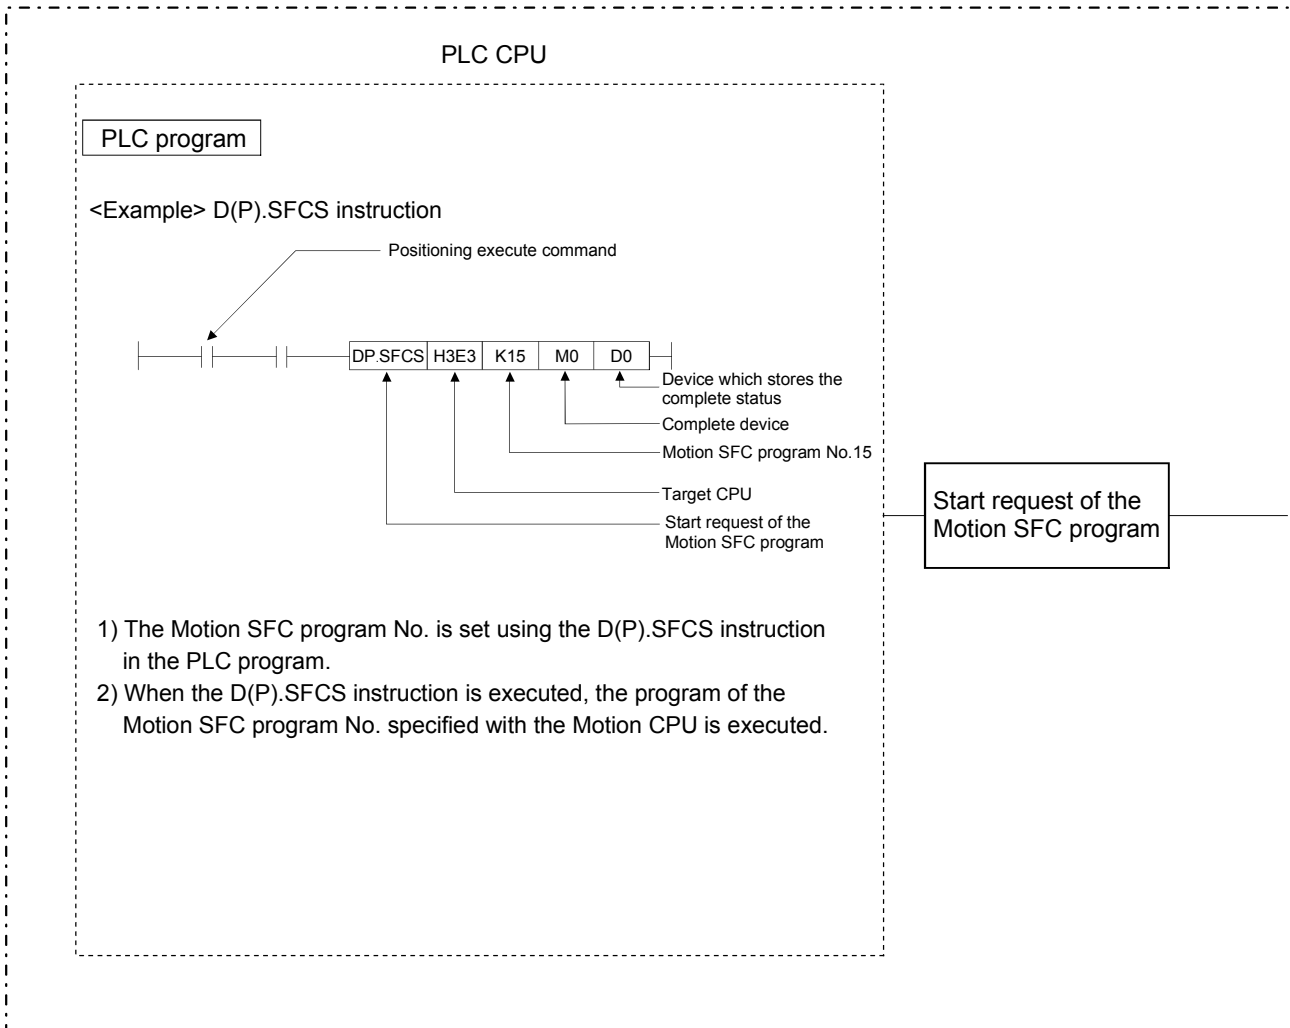 PLC CPU
PLC program
<Example> D(P).SFCS instruction
Positioning execute command
DP.SFCS H3E3 K15 M0 D0
Device which stores the
complete status
Complete device
Motion SFC program No.15
Target CPU
Start request of the
Motion SFC program
Start request of the
Motion SFC program
1) The Motion SFC program No. is set using the D(P).SFCS instruction
in the PLC program.
2) When the D(P).SFCS instruction is executed, the program of the
Motion SFC program No. specified with the Motion CPU is executed.